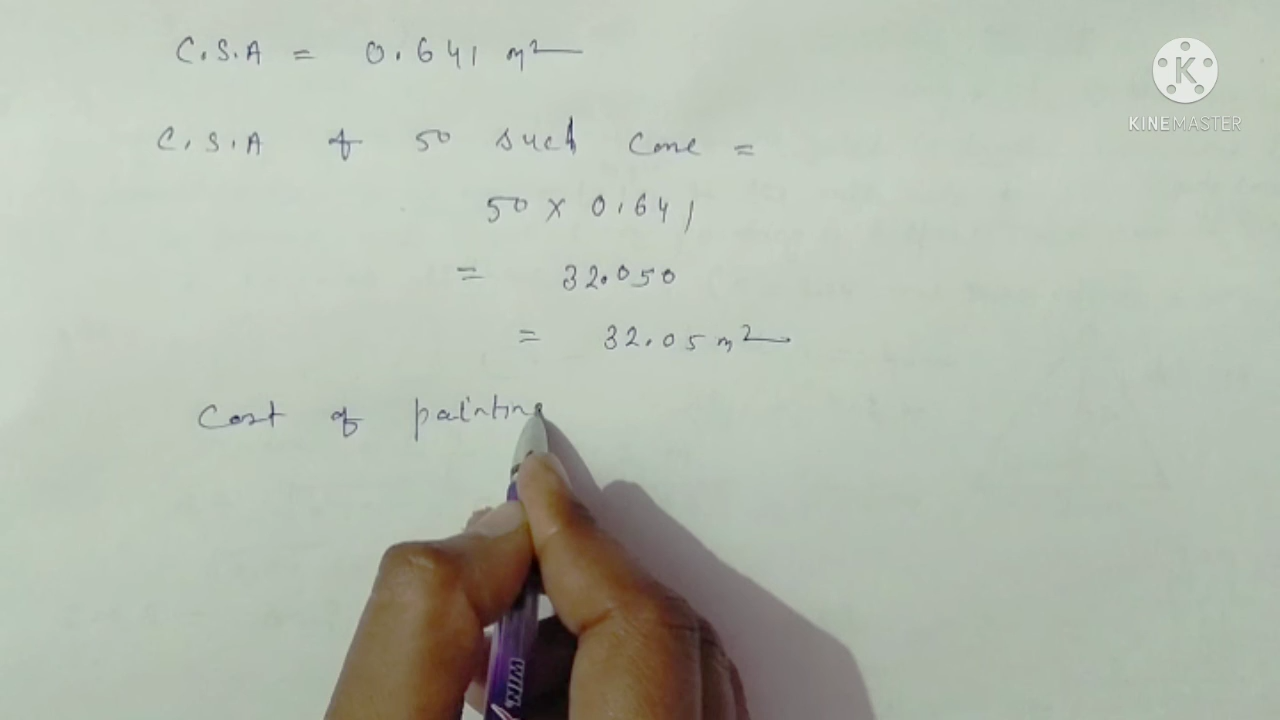 C.S.A = 0.641 m²
KINEMASTER
C.S.A of 50 such cone =
50 × 0.641
= 32.050
= 32.05 m²
Cost of painting
WIN